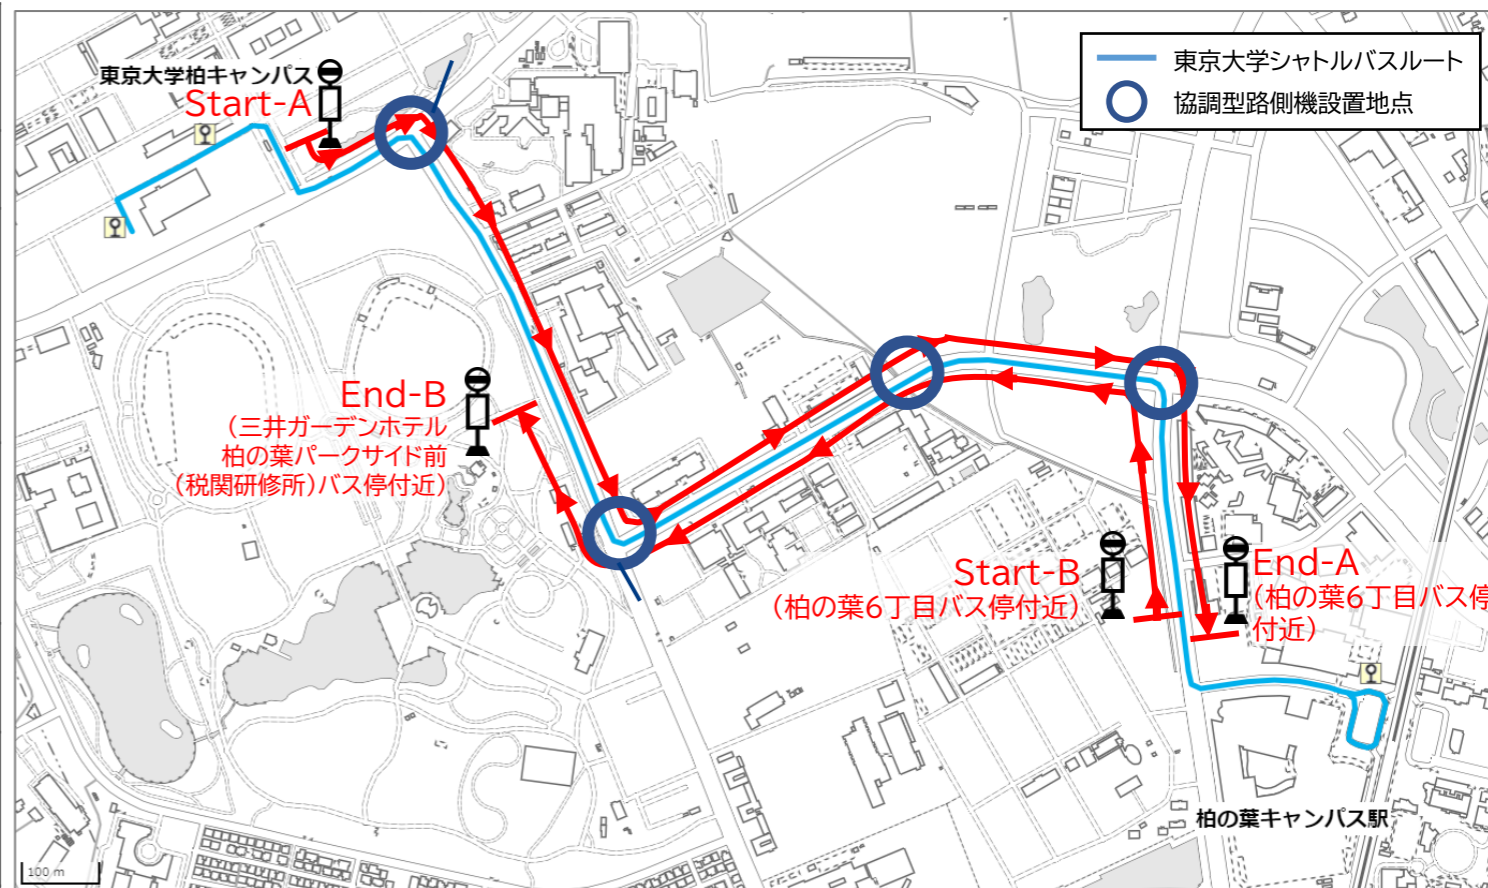 東京大学シャトルバスルート
協調型路側機設置地点
東京大学柏キャンパス
Start-A
End-B
(三井ガーデンホテル
柏の葉パークサイド前
(税関研修所)バス停付近)
Start-B
(柏の葉6丁目バス停付近)
End-A
(柏の葉6丁目バス停
付近)
柏の葉キャンパス駅
100 m